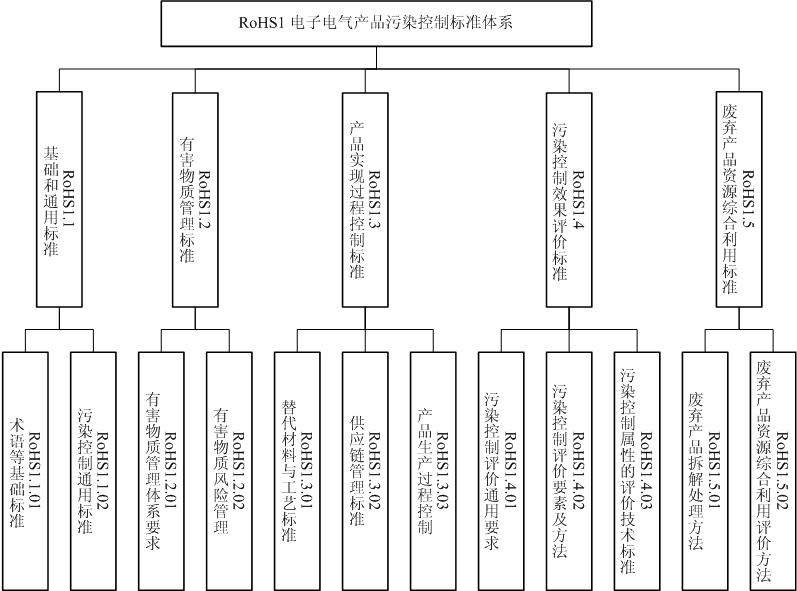 RoHS1 电子电气产品污染控制标准体系
RoHS1.1
基础和通用标准
RoHS1.2
有害物质管理标准
RoHS1.3
产品实现过程控制标准
RoHS1.4
污染控制效果评价标准
RoHS1.5
废弃产品资源综合利用标准
RoHS1.1.01
术语等基础标准
RoHS1.1.02
污染控制通用标准
RoHS1.2.01
有害物质管理体系要求
RoHS1.2.02
有害物质风险管理
RoHS1.3.01
替代材料与工艺标准
RoHS1.3.02
供应链管理标准
RoHS1.3.03
产品生产过程控制
RoHS1.4.01
污染控制评价通用要求
RoHS1.4.02
污染控制评价要素及方法
RoHS1.4.03
污染控制属性的评价技术标准
RoHS1.5.01
废弃产品拆解处理方法
RoHS1.5.02
废弃产品资源综合利用评价方法